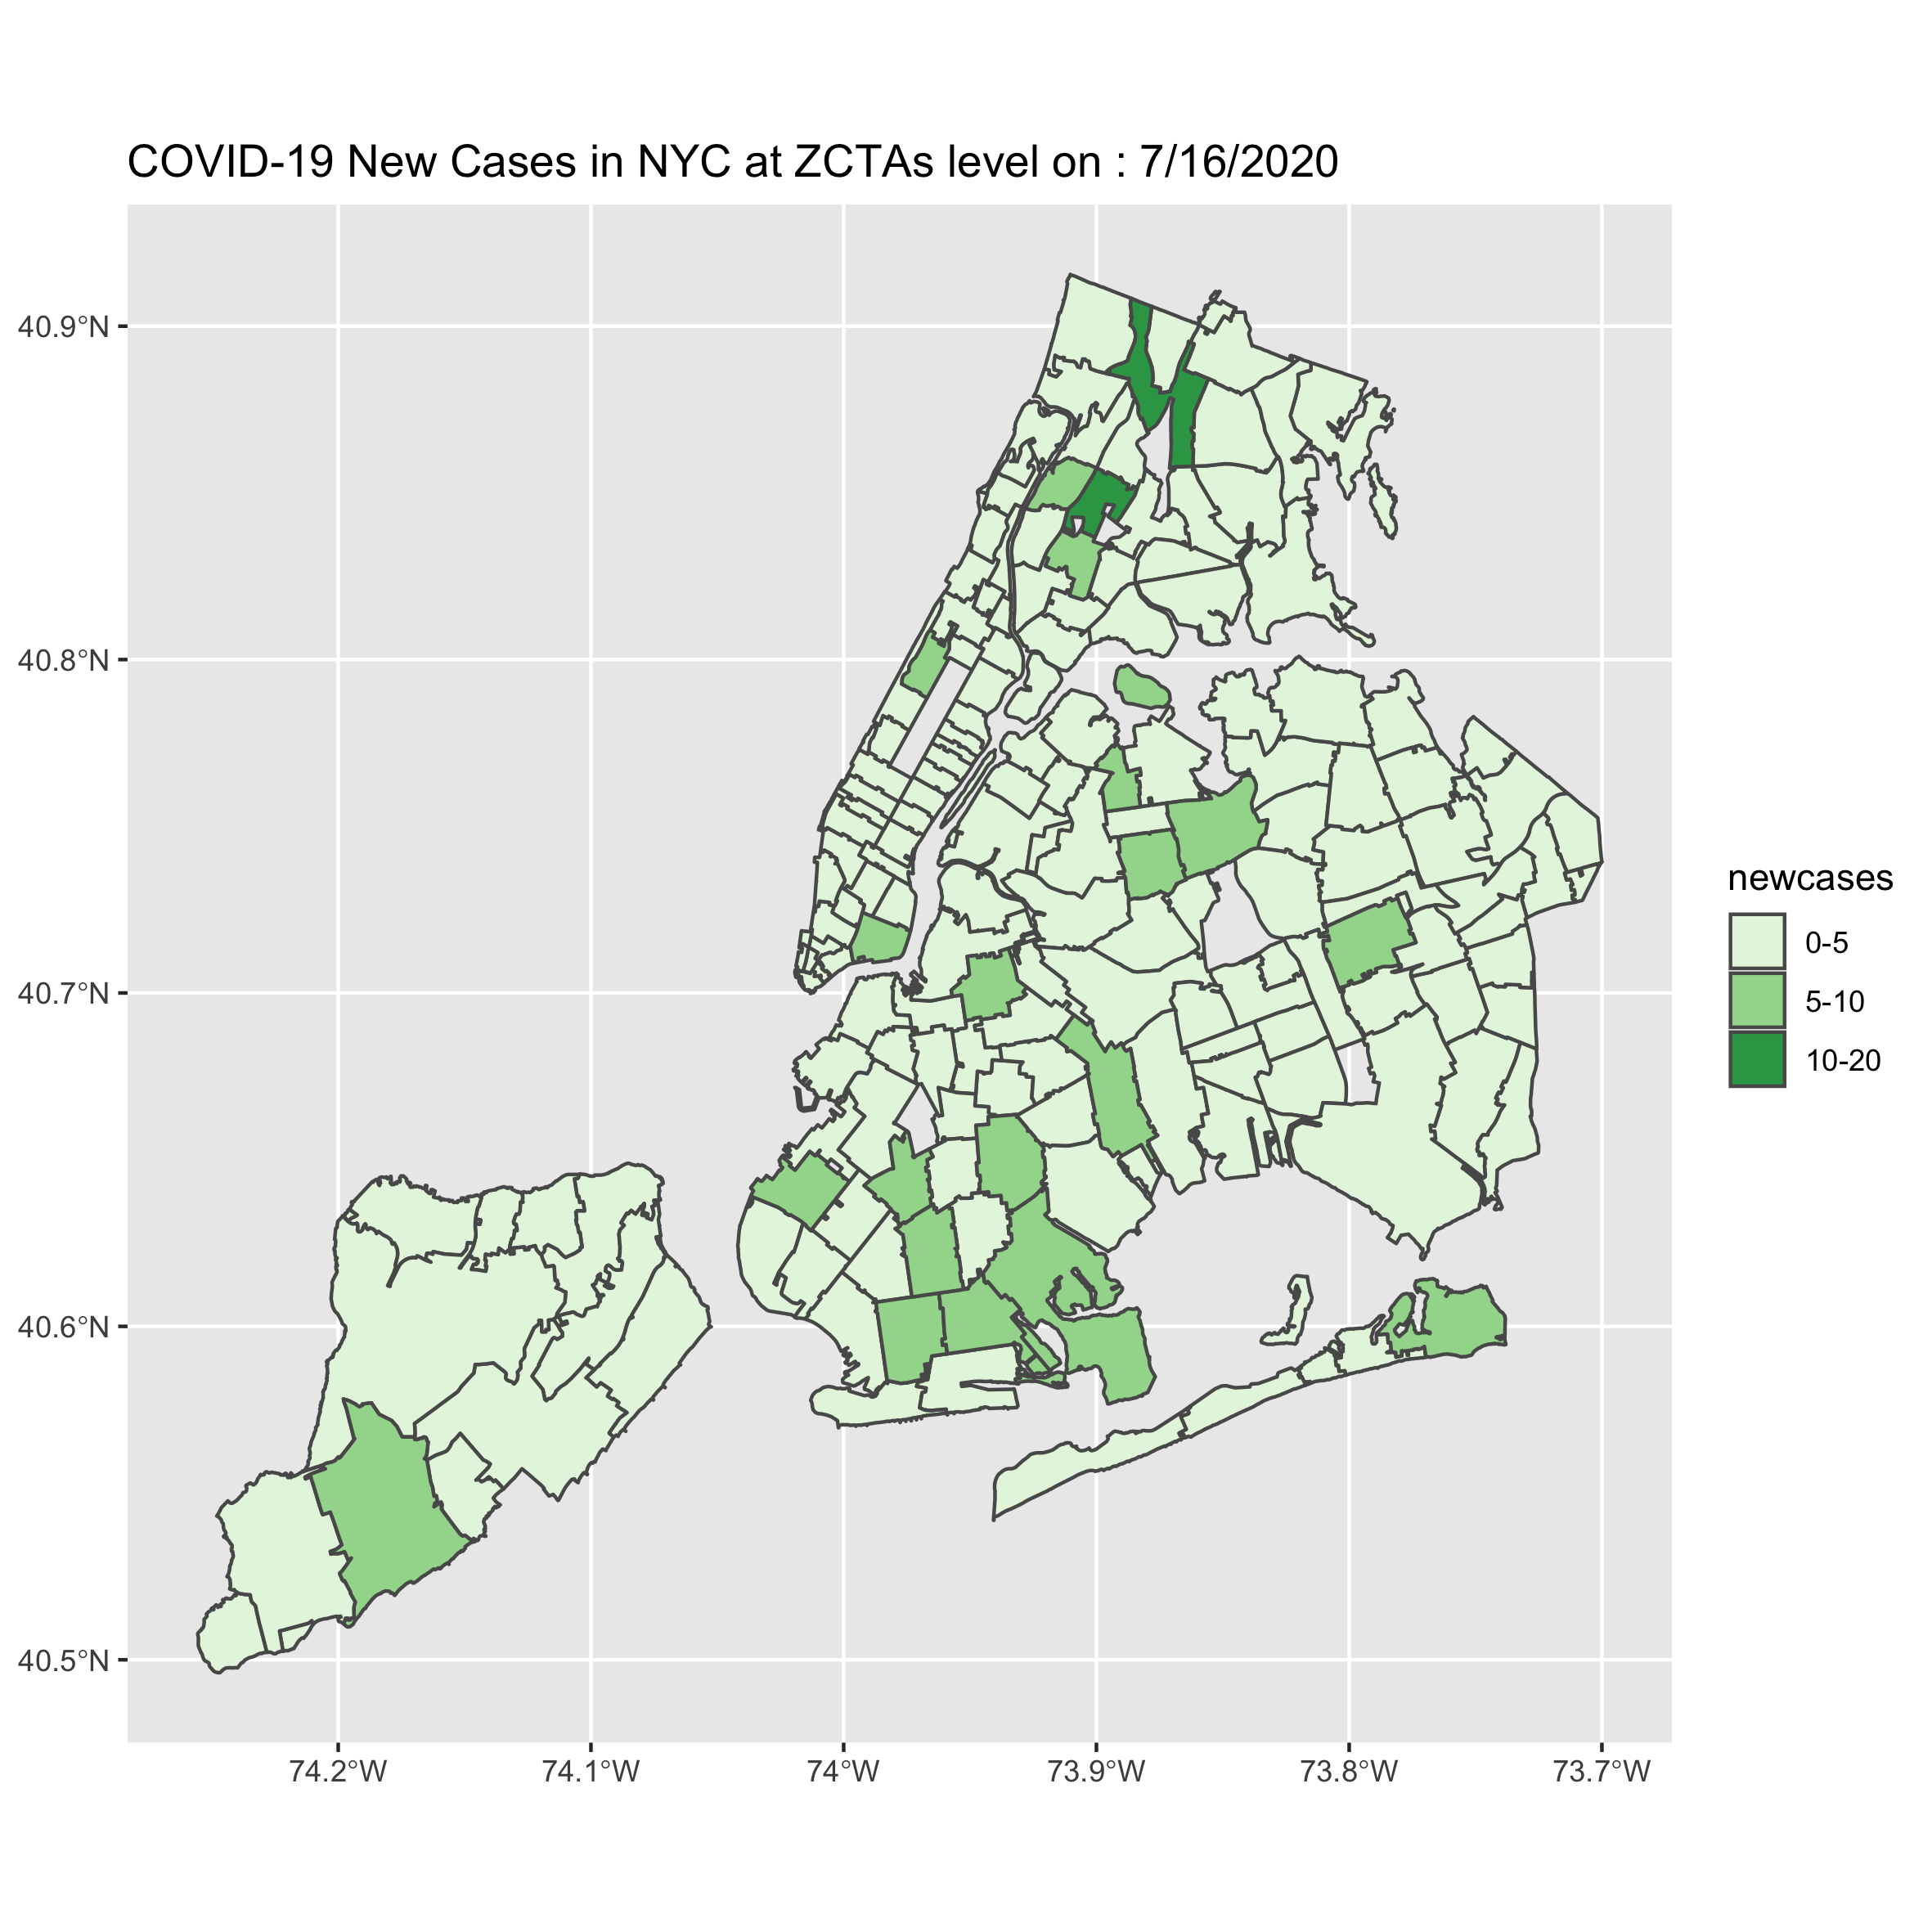 COVID-19 New Cases in NYC at ZCTAs level on : 7/16/2020
40.9°N
40.8°N
40.7°N
40.6°N
40.5°N
74.2°W
74.1°W
74°W
73.9°W
73.8°W
73.7°W
newcases
0-5
5-10
10-20